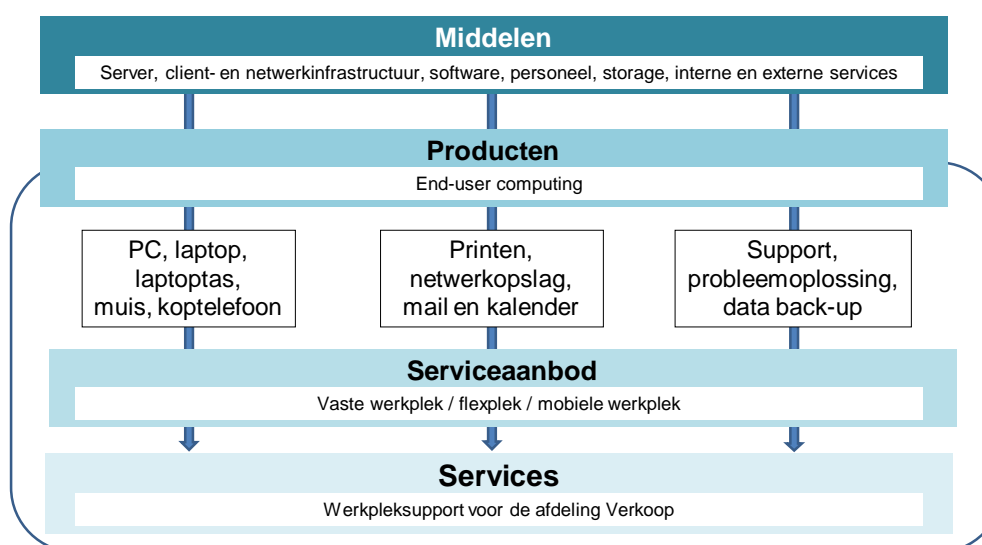 Middelen
Server, client- en netwerkinfrastructuur, software, personeel, storage, interne en externe services
Producten
End-user computing
PC, laptop,
laptoptas,
muis, koptelefoon
Printen,
netwerkopslag,
mail en kalender
Support,
probleemoplossing,
data back-up
Serviceaanbod
Vaste werkplek / flexplek / mobiele werkplek
Services
Werkpleksupport voor de afdeling Verkoop